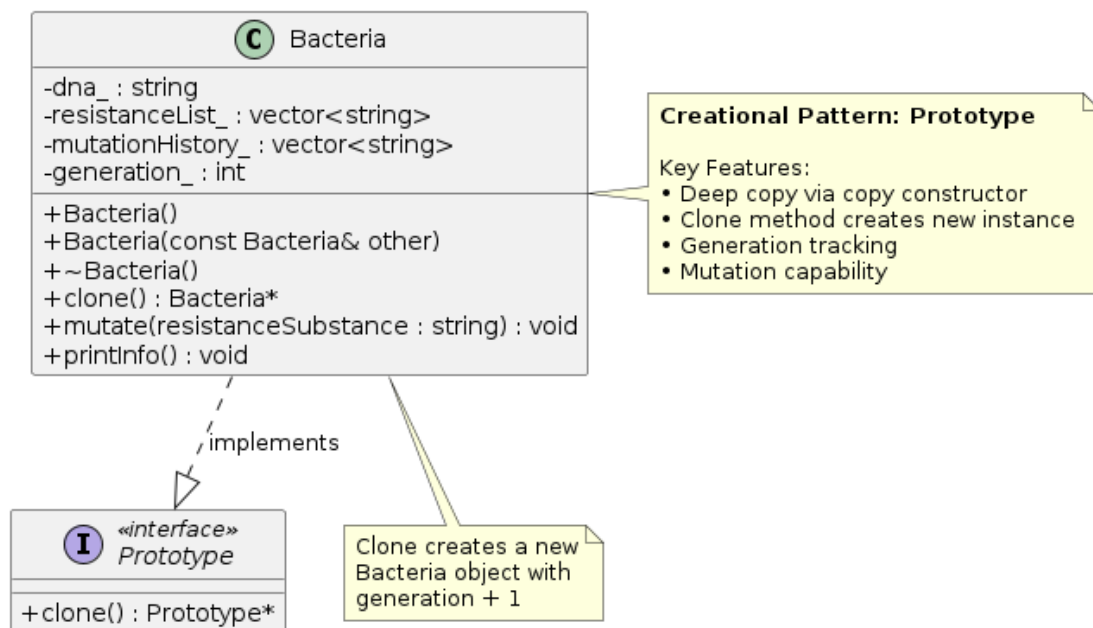 C Bacteria
-dna_ : string
-resistanceList_ : vector<string>
-mutationHistory_ : vector<string>
-generation_ : int
+Bacteria()
+Bacteria(const Bacteria& other)
+~Bacteria()
+clone() : Bacteria*
+mutate(resistanceSubstance : string) : void
+printInfo() : void
Creational Pattern: Prototype
Key Features:
• Deep copy via copy constructor
• Clone method creates new instance
• Generation tracking
• Mutation capability
implements
I «interface»
Prototype
+clone() : Prototype*
Clone creates a new
Bacteria object with
generation + 1